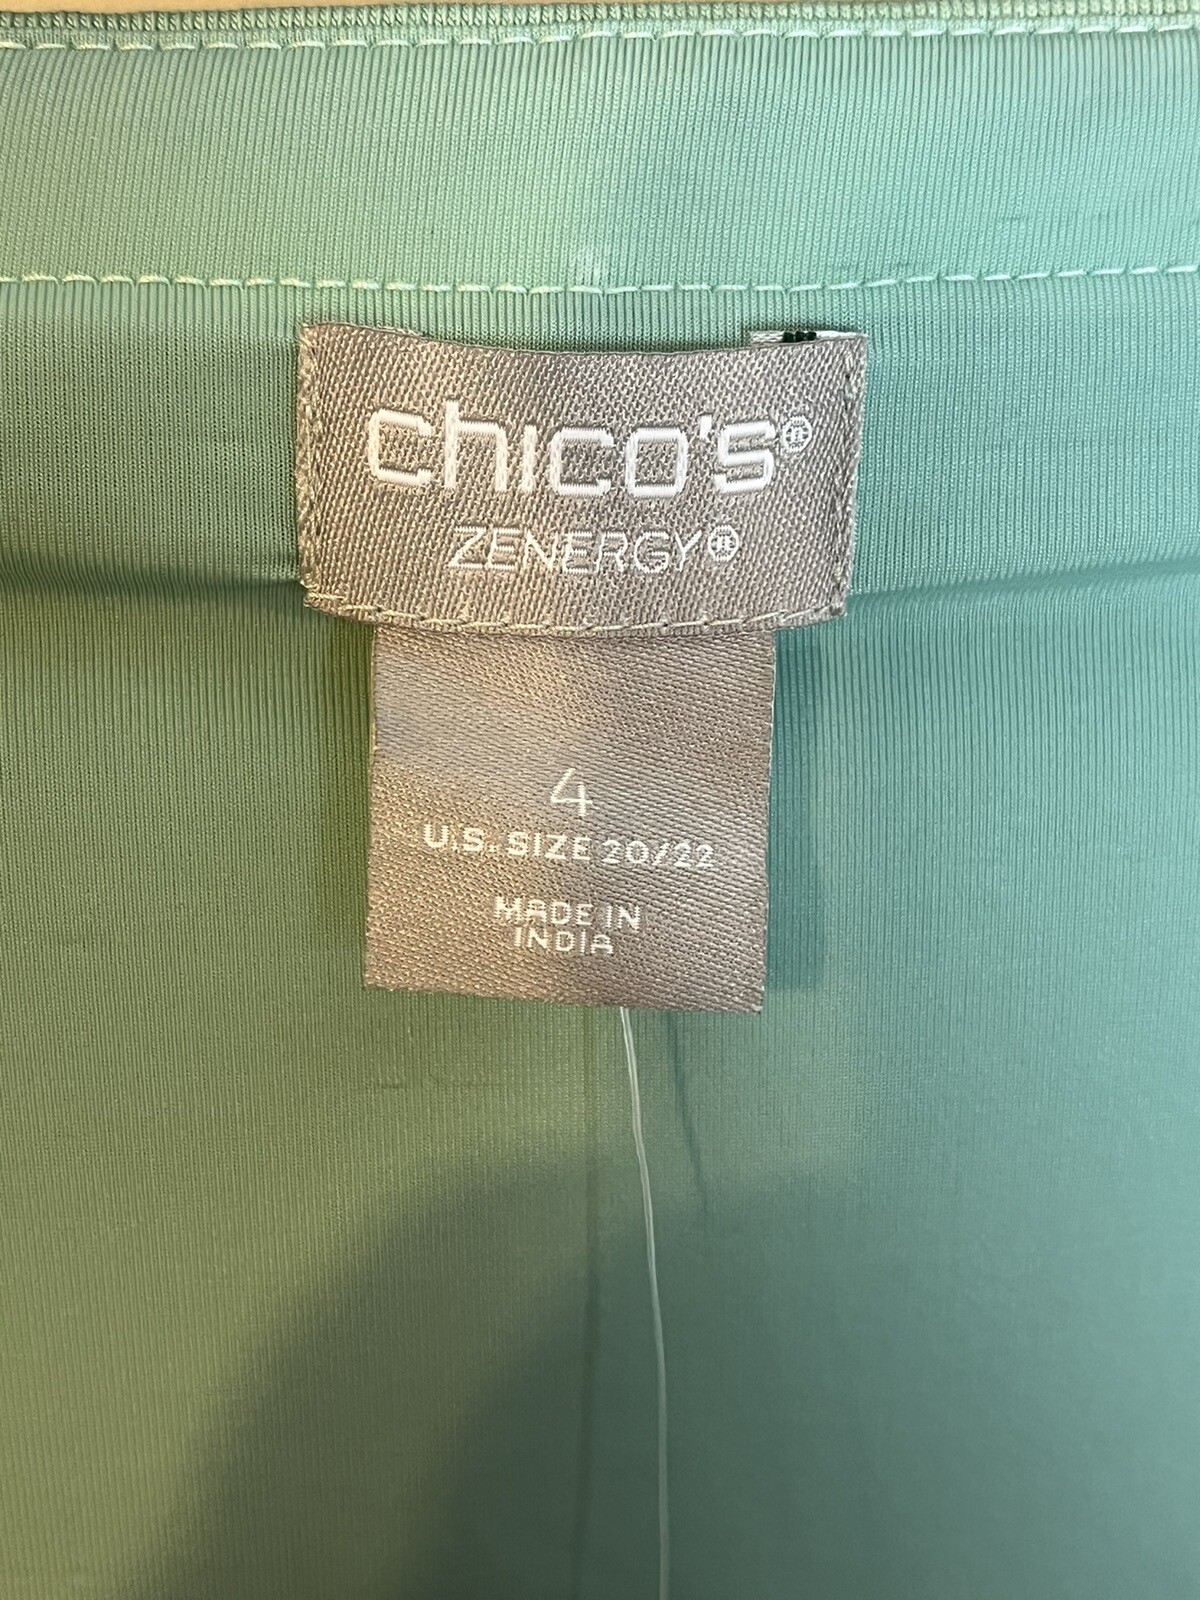 chico's®
ZENERGY®
4
U.S. SIZE 20/22
MADE IN
INDIA